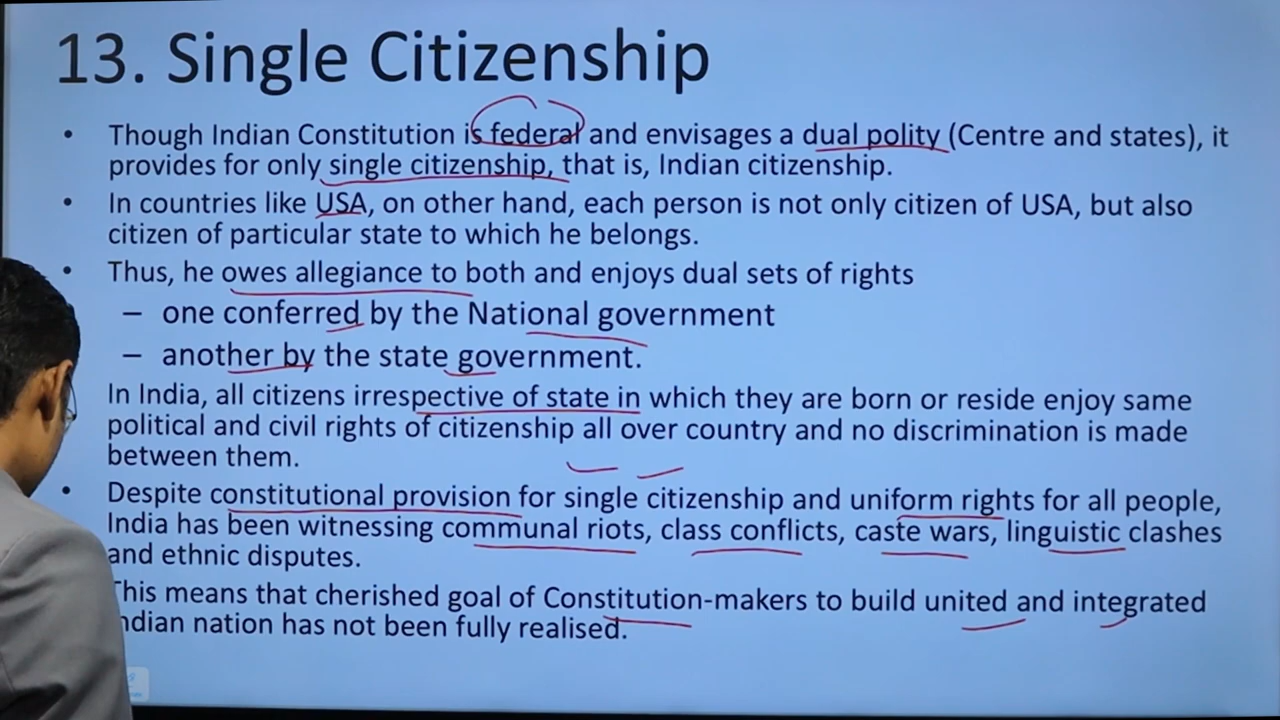 13. Single Citizenship
• Though Indian Constitution is federal and envisages a dual polity (Centre and states), it
provides for only single citizenship, that is, Indian citizenship.
• In countries like USA, on other hand, each person is not only citizen of USA, but also
citizen of particular state to which he belongs.
• Thus, he owes allegiance to both and enjoys dual sets of rights
– one conferred by the National government
– another by the state government.
In India, all citizens irrespective of state in which they are born or reside enjoy same
political and civil rights of citizenship all over country and no discrimination is made
between them.
• Despite constitutional provision for single citizenship and uniform rights for all people,
India has been witnessing communal riots, class conflicts, caste wars, linguistic clashes
and ethnic disputes.
This means that cherished goal of Constitution-makers to build united and integrated
Indian nation has not been fully realised.